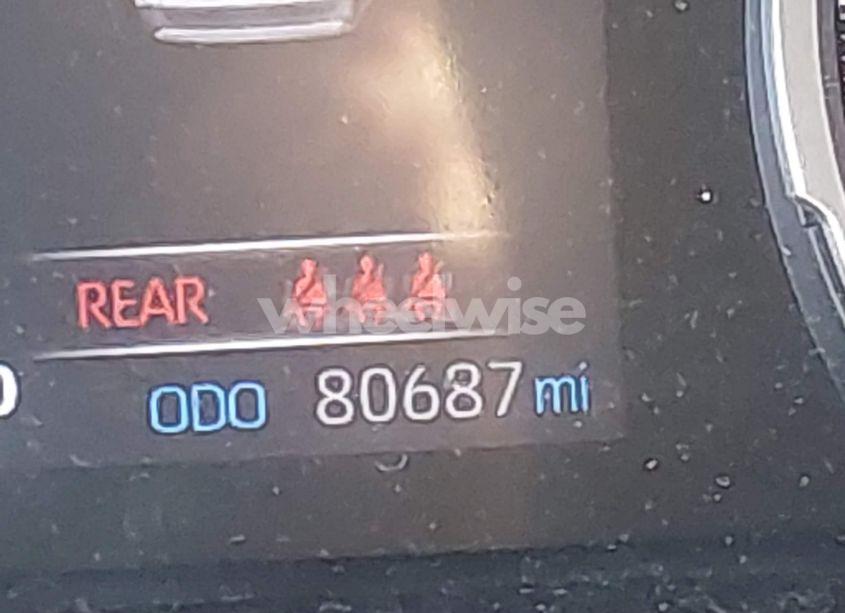 REAR
wheelwise
ODO 80687 mi